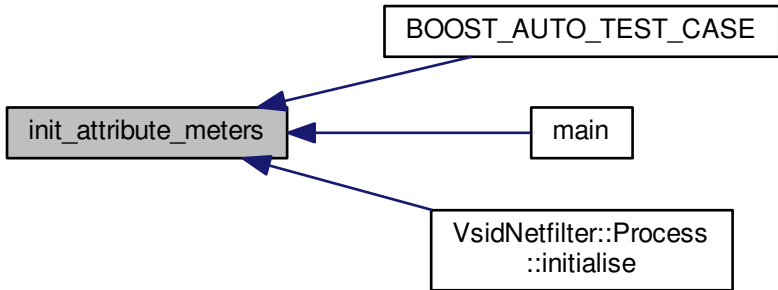 BOOST_AUTO_TEST_CASE
init_attribute_meters
main
VsidNetfilter::Process
::initialise